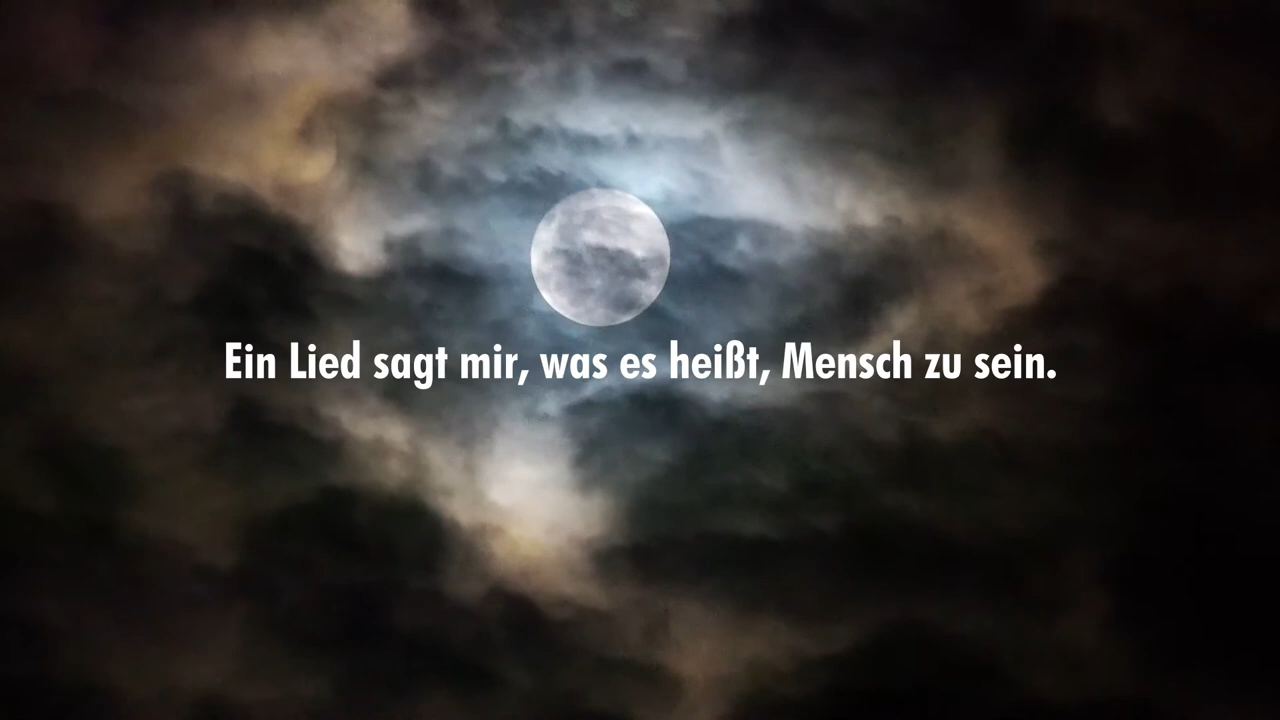 Ein Lied sagt mir, was es heißt, Mensch zu sein.